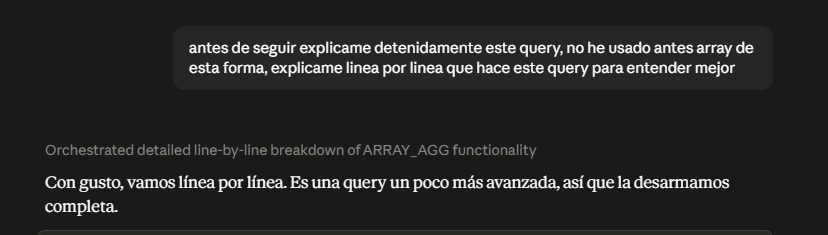 antes de seguir explicame detenidamente este query, no he usado antes array de
esta forma, explicame linea por linea que hace este query para entender mejor
Orchestrated detailed line-by-line breakdown of ARRAY_AGG functionality
Con gusto, vamos línea por línea. Es una query un poco más avanzada, así que la desarmamos
completa.